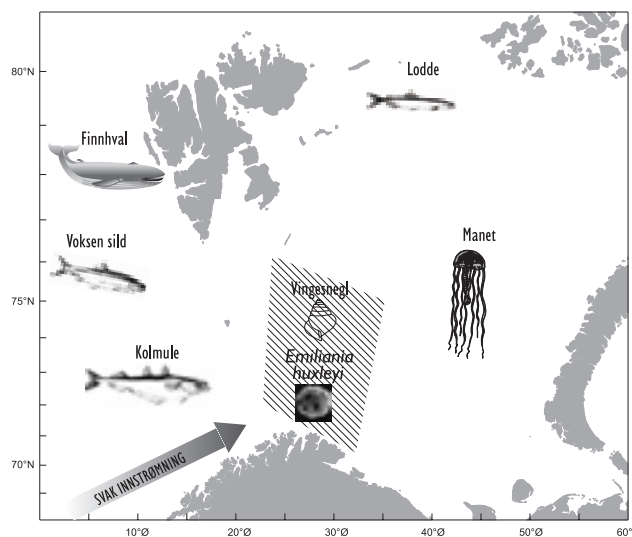 80°N
Lodde
Finnhval
Voksen sild
Manet
75°N
Vingesnegl
Kolmule
Emiliania
huxleyi
SVAK INNSTRØMNING
70°N
10°Ø
20°Ø
30°Ø
40°Ø
50°Ø
60°